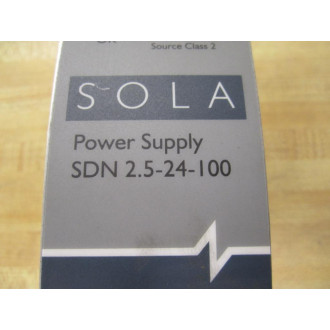 Source Class 2
SOLA
Power Supply
SDN 2.5-24-100